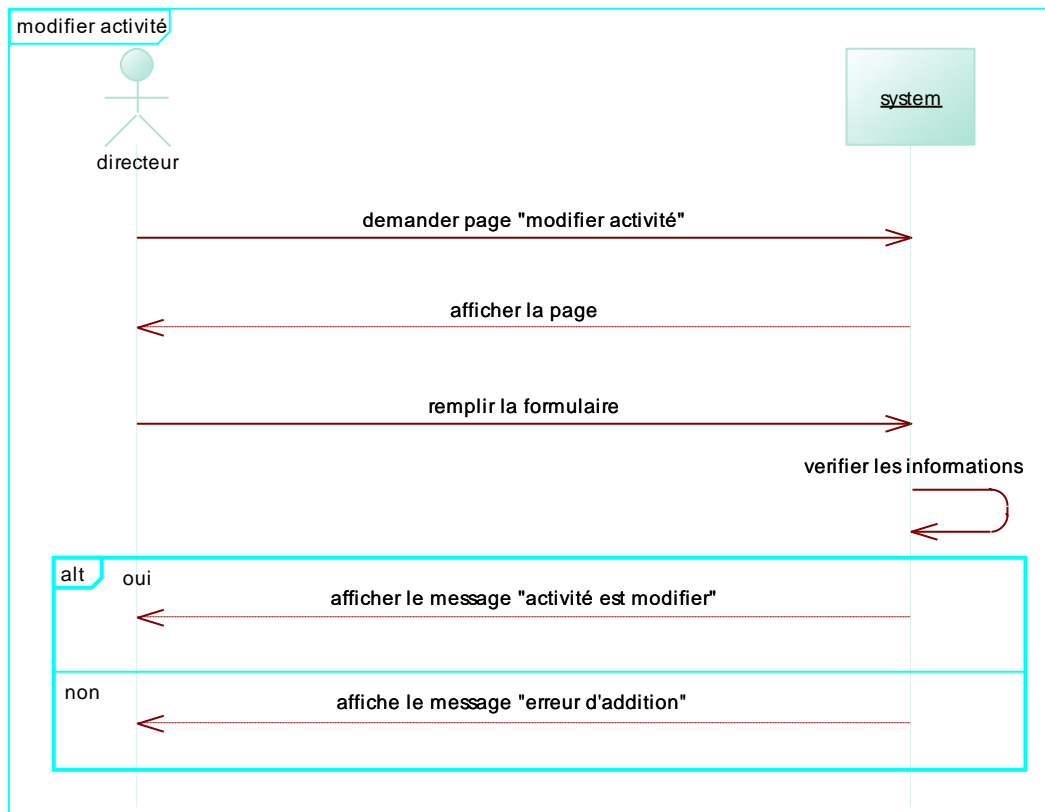 modifier activité
directeur
system
demander page "modifier activité"
afficher la page
remplir la formulaire
verifier les informations
alt
oui
afficher le message "activité est modifier"
non
affiche le message "erreur d'addition"